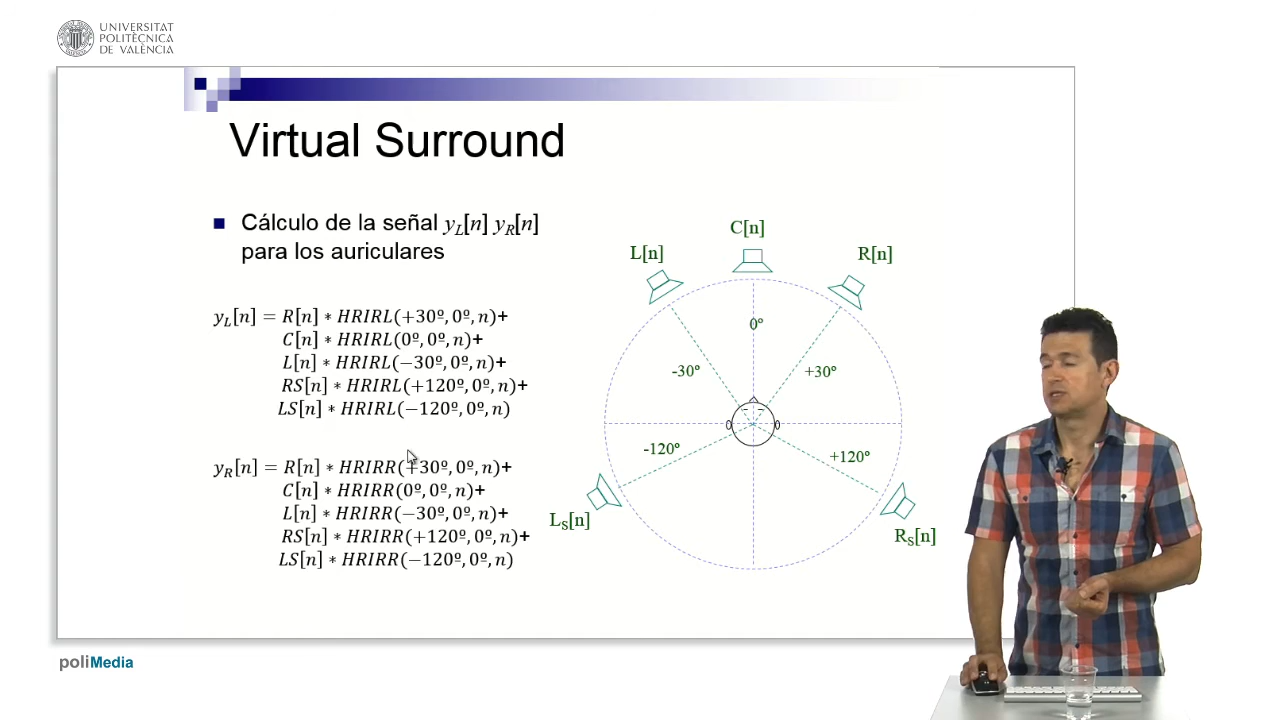 UNIVERSITAT
POLITÈCNICA
DE VALÈNCIA
Virtual Surround
Cálculo de la señal y_L[n] y_R[n]
para los auriculares
y_L[n] = R[n] ∗ HRIRL(+30º, 0º, n)+
C[n] ∗ HRIRL(0º, 0º, n)+
L[n] ∗ HRIRL(−30º, 0º, n)+
RS[n] ∗ HRIRL(+120º, 0º, n)+
LS[n] ∗ HRIRL(−120º, 0º, n)
y_R[n] = R[n] ∗ HRIRR(+30º, 0º, n)+
C[n] ∗ HRIRR(0º, 0º, n)+
L[n] ∗ HRIRR(−30º, 0º, n)+
RS[n] ∗ HRIRR(+120º, 0º, n)+
LS[n] ∗ HRIRR(−120º, 0º, n)
C[n]
L[n]
R[n]
0º
-30º
+30º
-120º
+120º
L_S[n]
R_S[n]
poliMedia